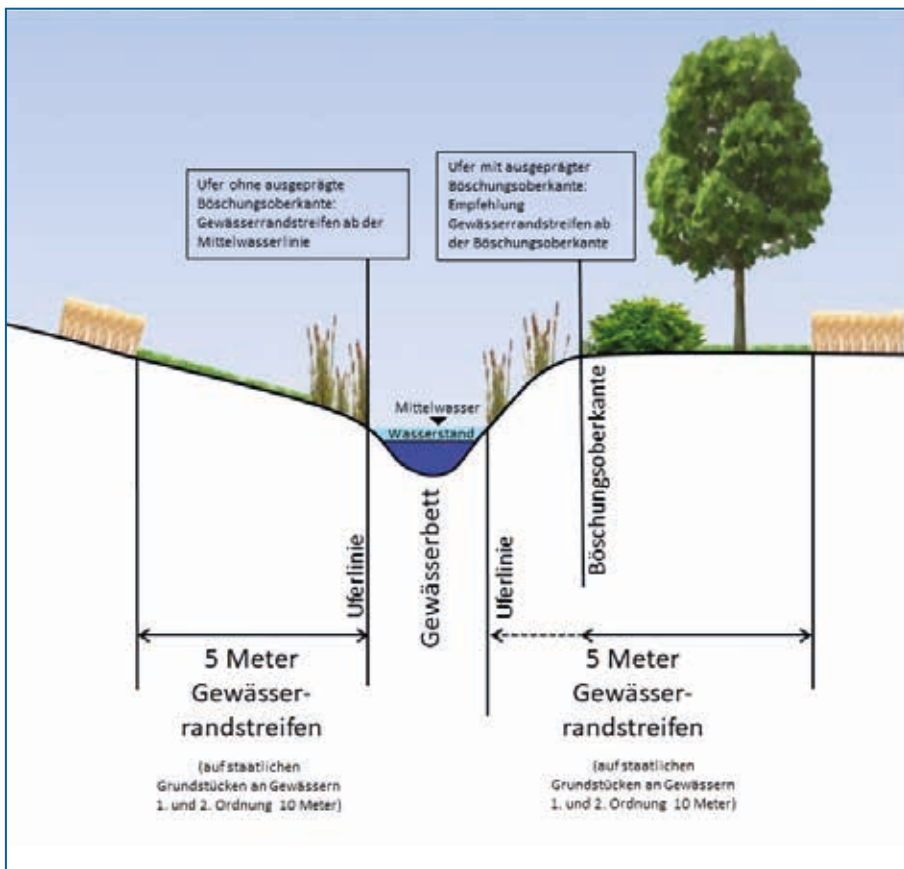 Ufer ohne ausgeprägte
Böschungsoberkante:
Gewässerrandstreifen ab der
Mittelwasserlinie
Ufer mit ausgeprägter
Böschungsoberkante:
Empfehlung
Gewässerrandstreifen ab
der Böschungsoberkante
Mittelwasser
Wasserstand
Uferlinie
Gewässerbett
Uferlinie
Böschungsoberkante
5 Meter
Gewässer-
randstreifen
(auf staatlichen
Grundstücken an Gewässern
1. und 2. Ordnung 10 Meter)
5 Meter
Gewässer-
randstreifen
(auf staatlichen
Grundstücken an Gewässern
1. und 2. Ordnung 10 Meter)